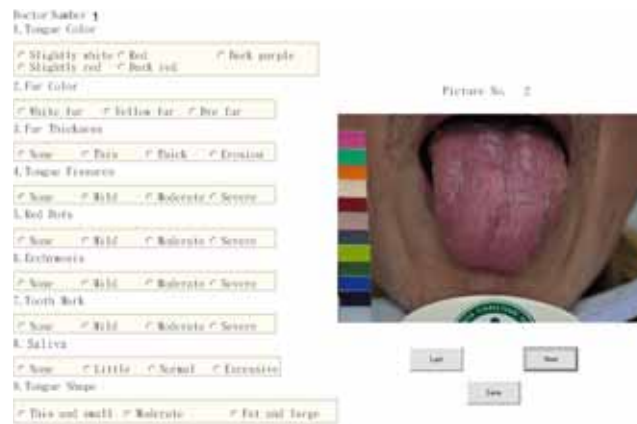 Doctor Number 1
1. Tongue Color
Slightly white Red Dark purple
Slightly red Dark red
2. Fur Color
White fur Yellow fur Dye fur
3. Fur Thickness
None Thin Thick Erosion
4. Tongue Fissures
None Mild Moderate Severe
5. Red Dots
None Mild Moderate Severe
6. Ecchymosis
None Mild Moderate Severe
7. Tooth Mark
None Mild Moderate Severe
8. Saliva
None Little Normal Excessive
9. Tongue Shape
Thin and small Moderate Fat and large
Picture No. 2
Last Next
Save